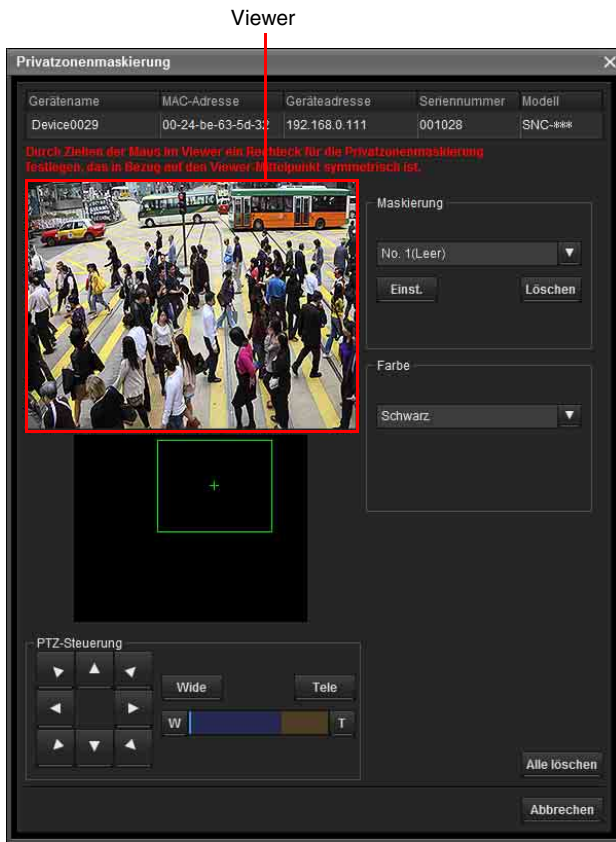 Viewer
Privatzonenmaskierung
Gerätename MAC-Adresse Geräteadresse Seriennummer Modell
Device0029 00-24-be-63-5d-32 192.168.0.111 001028 SNC-***
Durch Ziehen der Maus im Viewer ein Rechteck für die Privatzonenmaskierung
festlegen, das in Bezug auf den Viewer-Mittelpunkt symmetrisch ist.
Maskierung
No. 1(Leer)
Einst. Löschen
Farbe
Schwarz
PTZ-Steuerung
Wide Tele
W T
Alle löschen
Abbrechen